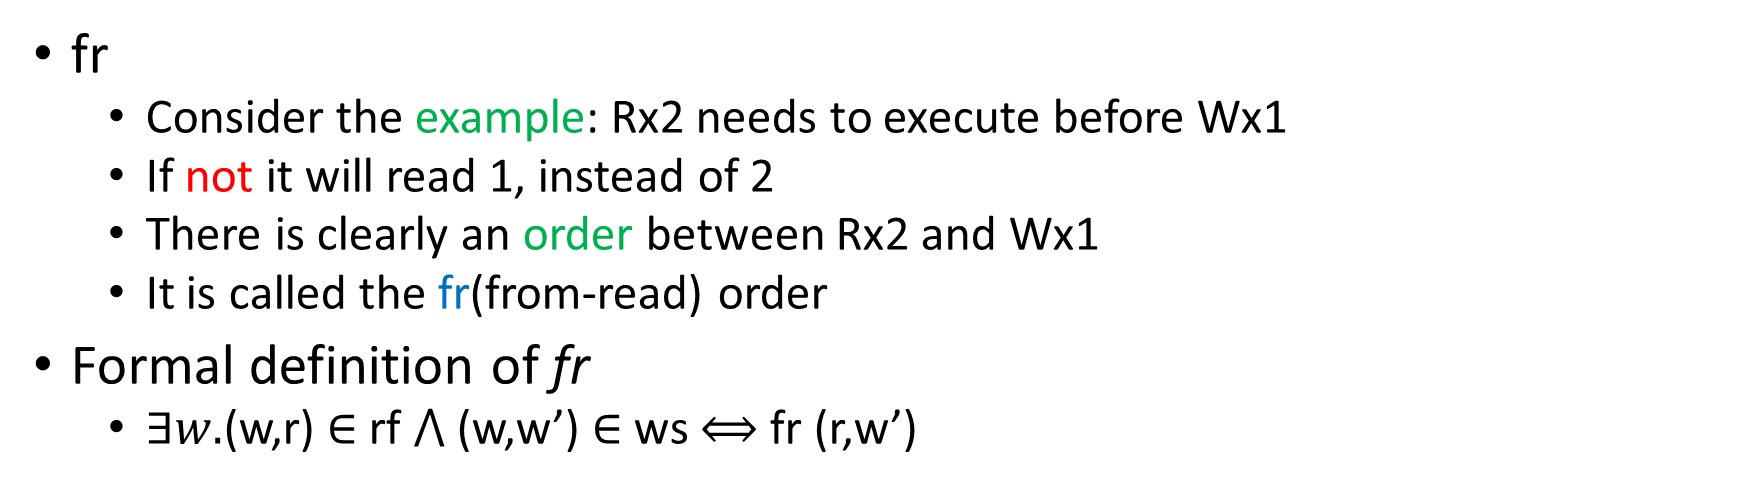 • fr
• Consider the example: Rx2 needs to execute before Wx1
• If not it will read 1, instead of 2
• There is clearly an order between Rx2 and Wx1
• It is called the fr(from-read) order
• Formal definition of fr
• ∃w.(w,r) ∈ rf ⋀ (w,w’) ∈ ws ⟺ fr (r,w’)